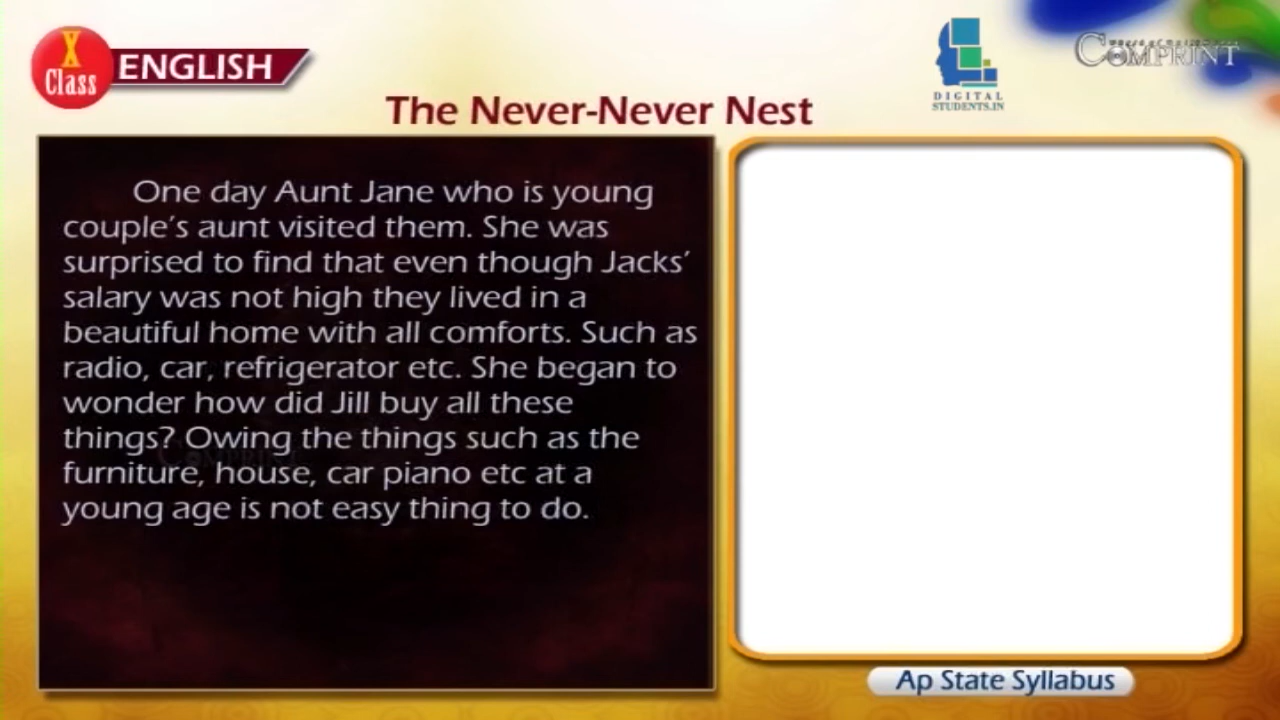 X
Class
ENGLISH
DIGITAL
STUDENTS.IN
COMPRINT
The Never-Never Nest
One day Aunt Jane who is young
couple's aunt visited them. She was
surprised to find that even though Jacks'
salary was not high they lived in a
beautiful home with all comforts. Such as
radio, car, refrigerator etc. She began to
wonder how did Jill buy all these
things? Owing the things such as the
furniture, house, car piano etc at a
young age is not easy thing to do.
Ap State Syllabus